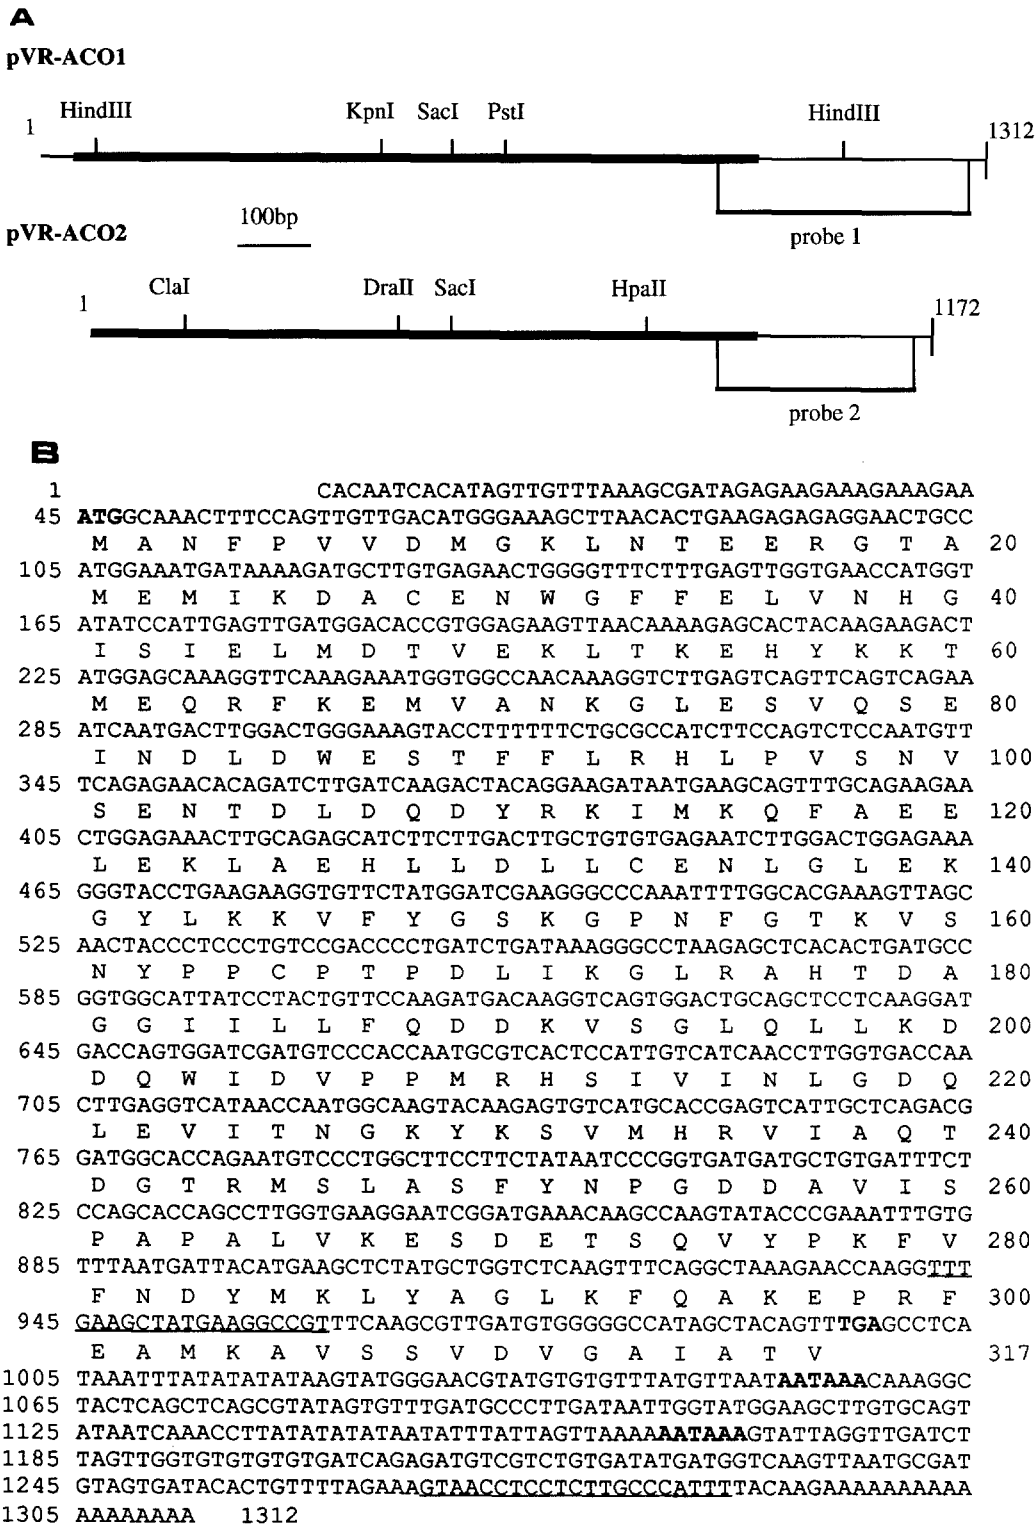 A
pVR-ACO1
HindIII KpnI SacI PstI HindIII
1 1312
probe 1
100bp
pVR-ACO2
ClaI DraII SacI HpaII
1 1172
probe 2
B
1 CACAATCACATAGTTGTTTAAAGCGATAGAGAAGAAAGAAAGAA
45 ATGGCAAACTTTCCAGTTGTTGACATGGGAAAGCTTAACACTGAAGAGAGAGGAACTGCC
M A N F P V V D M G K L N T E E R G T A 20
105 ATGGAAATGATAAAAGATGCTTGTGAGAACTGGGGTTTCTTTGAGTTGGTGAACCATGGT
M E M I K D A C E N W G F F E L V N H G 40
165 ATATCCATTGAGTTGATGGACACCGTGGAGAAGTTAACAAAAGAGCACTACAAGAAGACT
I S I E L M D T V E K L T K E H Y K K T 60
225 ATGGAGCAAAGGTTCAAAGAAATGGTGGCCAACAAAGGTCTTGAGTCAGTTCAGTCAGAA
M E Q R F K E M V A N K G L E S V Q S E 80
285 ATCAATGACTTGGACTGGGAAAGTACCTTTTTTCTGCGCCATCTTCCAGTCTCCAATGTT
I N D L D W E S T F F L R H L P V S N V 100
345 TCAGAGAACACAGATCTTGATCAAGACTACAGGAAGATAATGAAGCAGTTTGCAGAAGAA
S E N T D L D Q D Y R K I M K Q F A E E 120
405 CTGGAGAAACTTGCAGAGCATCTTCTTGACTTGCTGTGTGAGAATCTTGGACTGGAGAAA
L E K L A E H L L D L L C E N L G L E K 140
465 GGGTACCTGAAGAAGGTGTTCTATGGATCGAAGGGCCCAAATTTTGGCACGAAAGTTAGC
G Y L K K V F Y G S K G P N F G T K V S 160
525 AACTACCCTCCCTGTCCGACCCCTGATCTGATAAAGGGCCTAAGAGCTCACACTGATGCC
N Y P P C P T P D L I K G L R A H T D A 180
585 GGTGGCATTATCCTACTGTTCCAAGATGACAAGGTCAGTGGACTGCAGCTCCTCAAGGAT
G G I I L L F Q D D K V S G L Q L L K D 200
645 GACCAGTGGATCGATGTCCCACCAATGCGTCACTCCATTGTCATCAACCTTGGTGACCAA
D Q W I D V P P M R H S I V I N L G D Q 220
705 CTTGAGGTCATAACCAATGGCAAGTACAAGAGTGTCATGCACCGAGTCATTGCTCAGACG
L E V I T N G K Y K S V M H R V I A Q T 240
765 GATGGCACCAGAATGTCCCTGGCTTCCTTCTATAATCCCGGTGATGATGCTGTGATTTCT
D G T R M S L A S F Y N P G D D A V I S 260
825 CCAGCACCAGCCTTGGTGAAGGAATCGGATGAAACAAGCCAAGTATACCCGAAATTTGTG
P A P A L V K E S D E T S Q V Y P K F V 280
885 TTTAATGATTACATGAAGCTCTATGCTGGTCTCAAGTTTCAGGCTAAAGAACCAAGGTTT
F N D Y M K L Y A G L K F Q A K E P R F 300
945 GAAGCTATGAAGGCCGTTTCAAGCGTTGATGTGGGGGCCATAGCTACAGTTTGAGCCTCA
E A M K A V S S V D V G A I A T V 317
1005 TAAATTTATATATATAAGTATGGGAACGTATGTGTGTTTATGTTAATAATAAACAAAGGC
1065 TACTCAGCTCAGCGTATAGTGTTTGATGCCCTTGATAATTGGTATGGAAGCTTGTGCAGT
1125 ATAATCAAACCTTATATATATAATATTTATTAGTTAAAAAATAAAGTATTAGGTTGATCT
1185 TAGTTGGTGTGTGTGTGATCAGAGATGTCGTCTGTGATATGATGGTCAAGTTAATGCGAT
1245 GTAGTGATACACTGTTTTAGAAAGTAACCTCCTCTTGCCCATTTTACAAGAAAAAAAAAA
1305 AAAAAAAA 1312